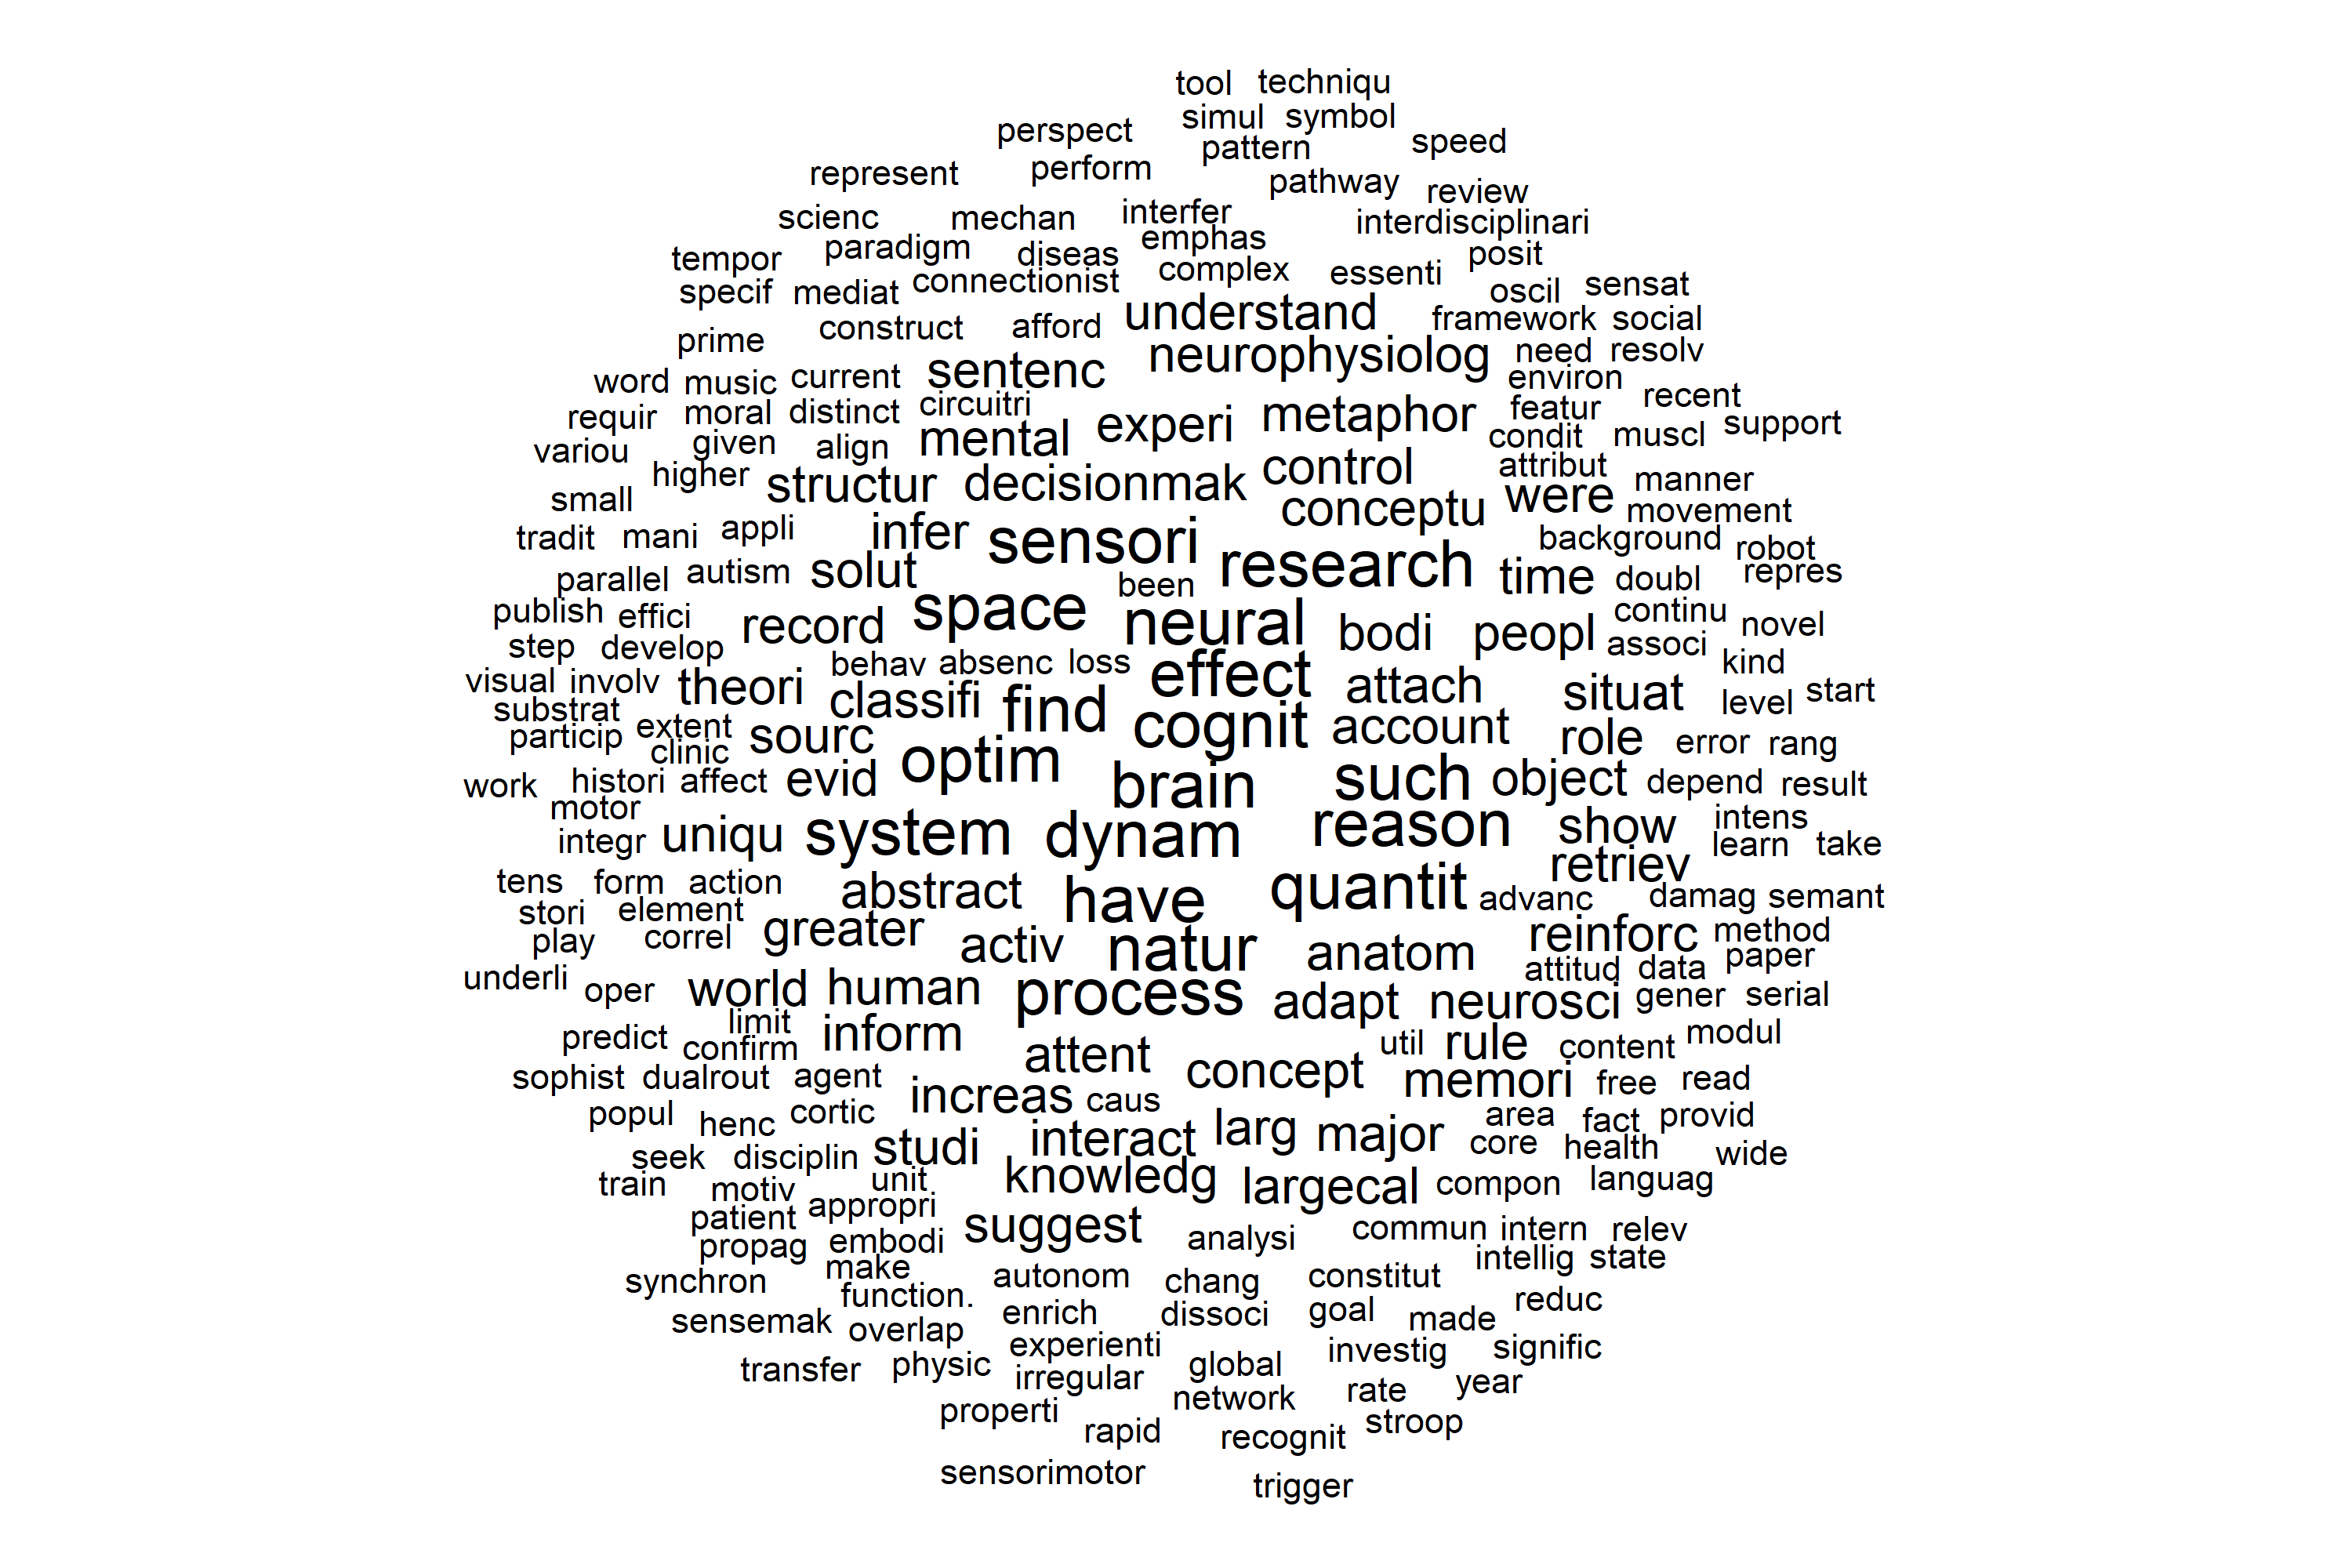 tool techniqu
simul symbol
perspect pattern speed
represent perform pathway review
scienc mechan interfer interdisciplinari
tempor paradigm diseas emphas posit
specif mediat connectionist complex essenti oscil sensat
construct afford understand framework social
prime sentenc neurophysiolog need resolv
word music current environ
requir moral distinct circuitri experi metaphor featur recent
variou given align mental condit muscl support
small higher structur decisionmak control attribut manner
conceptu were movement
tradit mani appli infer sensori research background robot
parallel autism solut been time doubl repres
publish effici record space neural bodi peopl continu novel
step develop associ
visual involv behav absenc loss effect kind
substrat theori classifi find attach situat level start
particip extent sourc cognit account role error rang
clinic optim
work histori affect evid brain such object depend result
motor
integr uniqu system dynam reason show intens
retriev learn take
tens form action abstract have quantit advanc damag semant
stori element greater reinforc method
play correl activ natur anatom attitud data paper
underli oper world human process adapt neurosci gener serial
predict limit confirm inform util rule content modul
sophist dualrout agent attent concept memori free read
popul henc cortic increas caus area fact provid
seek disciplin studi interact larg major core health wide
train motiv unit knowledg largecal compon languag
patient appropri suggest commun intern relev
propag embodi analysi intellig state
synchron make autonom chang constitut
sensemak function. enrich dissoci goal made reduc
overlap experienti investig signific
transfer physic irregular global rate year
properti network
rapid recognit stroop
sensorimotor trigger